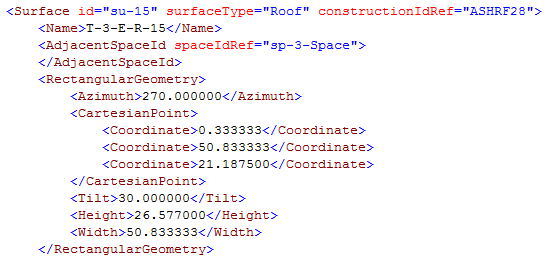 <Surface id="su-15" surfaceType="Roof" constructionIdRef="ASHRF28">
<Name>T-3-E-R-15</Name>
<AdjacentSpaceId spaceIdRef="sp-3-Space">
</AdjacentSpaceId>
<RectangularGeometry>
<Azimuth>270.000000</Azimuth>
<CartesianPoint>
<Coordinate>0.333333</Coordinate>
<Coordinate>50.833333</Coordinate>
<Coordinate>21.187500</Coordinate>
</CartesianPoint>
<Tilt>30.000000</Tilt>
<Height>26.577000</Height>
<Width>50.833333</Width>
</RectangularGeometry>